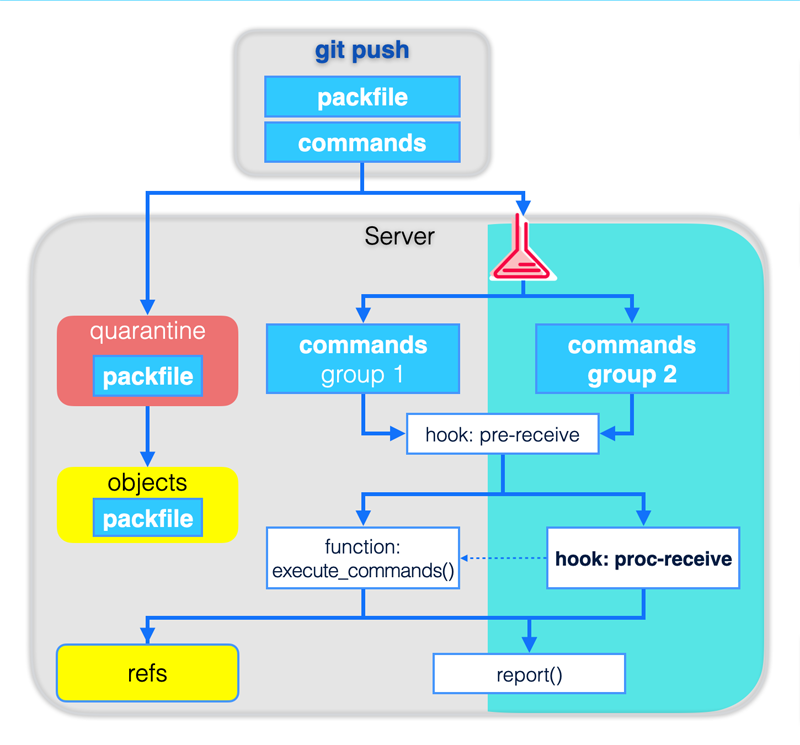 git push
packfile
commands
Server
quarantine
packfile
commands
group 1
commands
group 2
hook: pre-receive
objects
packfile
function:
execute_commands()
hook: proc-receive
refs
report()